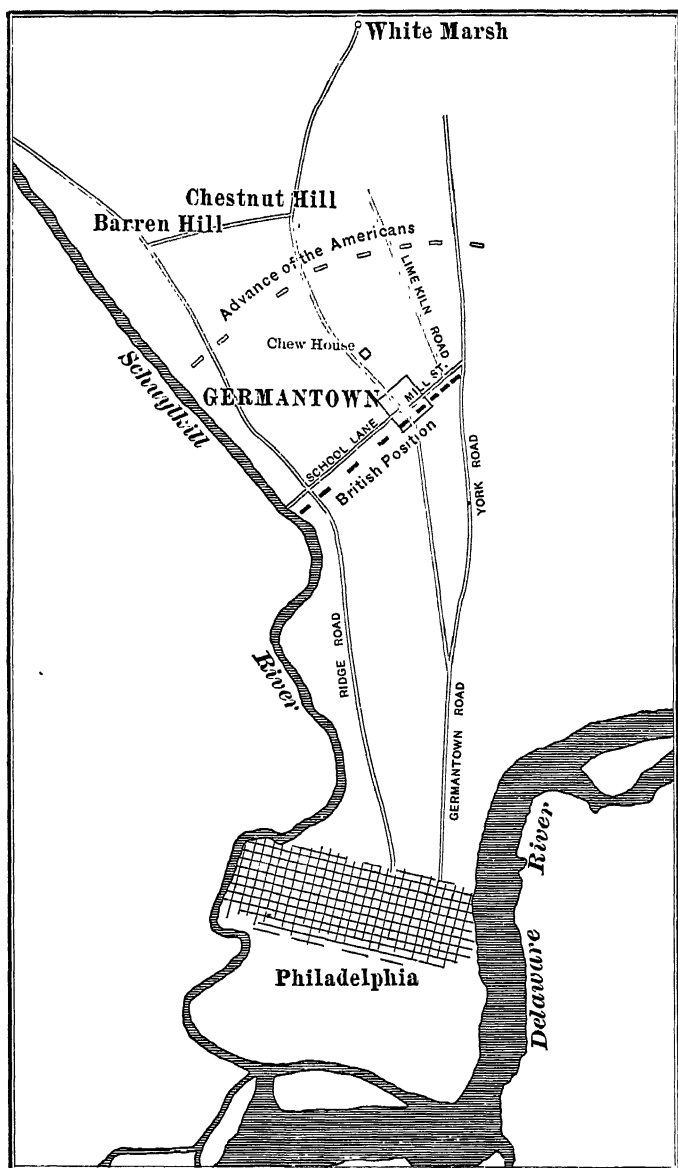 White Marsh
Chestnut Hill
Barren Hill
Advance of the Americans
LIME KILN ROAD
Chew House
GERMANTOWN
MILL ST.
SCHOOL LANE
British Position
Schuylkill
River
YORK ROAD
RIDGE ROAD
GERMANTOWN ROAD
Delaware River
Philadelphia